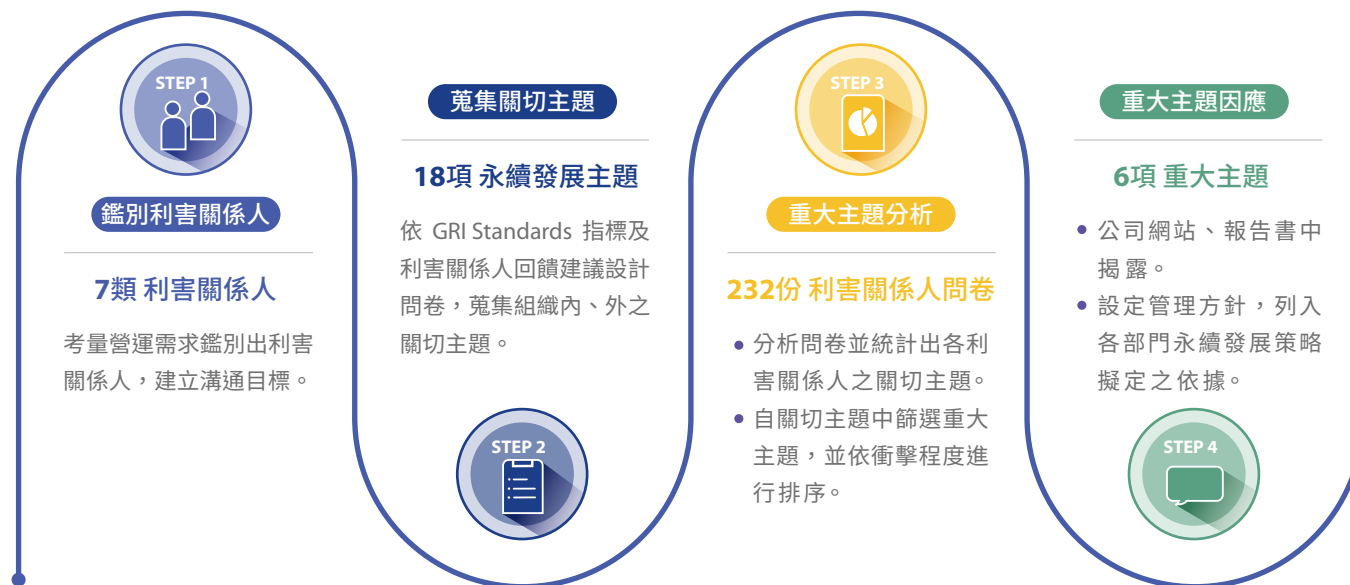 STEP 1
鑑別利害關係人
7類 利害關係人
考量營運需求鑑別出利害
關係人，建立溝通目標。
蒐集關切主題
18項 永續發展主題
依 GRI Standards 指標及
利害關係人回饋建議設計
問卷，蒐集組織內、外之
關切主題。
STEP 2
STEP 3
重大主題分析
232份 利害關係人問卷
• 分析問卷並統計出各利
害關係人之關切主題。
• 自關切主題中篩選重大
主題，並依衝擊程度進
行排序。
重大主題因應
6項 重大主題
• 公司網站、報告書中
揭露。
• 設定管理方針，列入
各部門永續發展策略
擬定之依據。
STEP 4